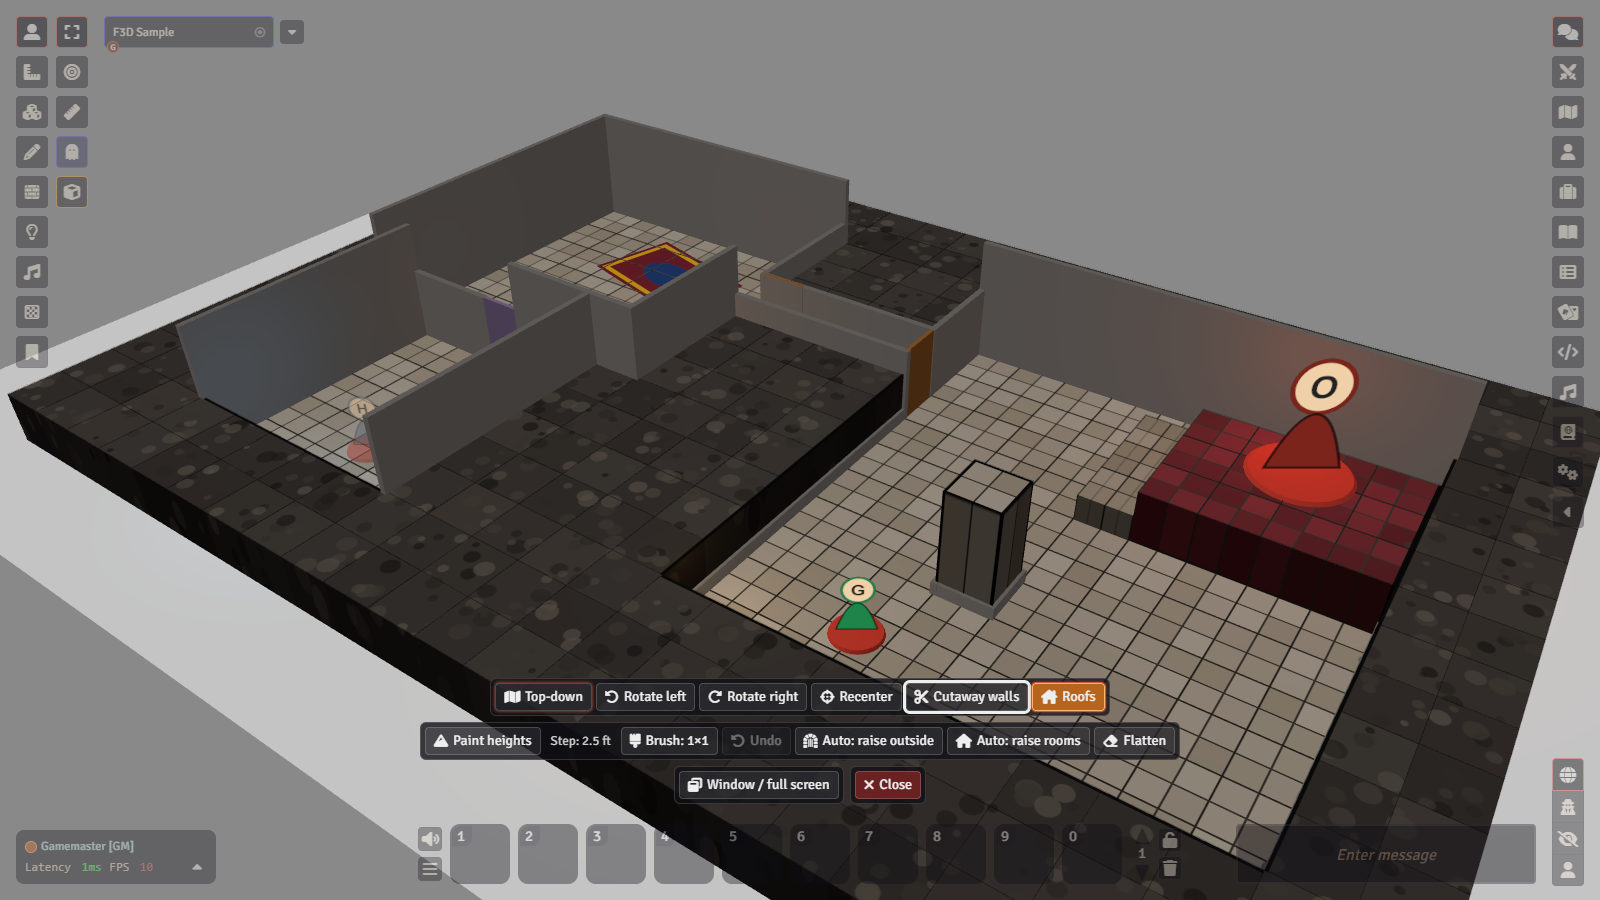 F3D Sample
G
H
O
G
Top-down
Rotate left
Rotate right
Recenter
Cutaway walls
Roofs
Paint heights
Step: 2.5 ft
Brush: 1×1
Undo
Auto: raise outside
Auto: raise rooms
Flatten
Window / full screen
Close
1
2
3
4
5
6
7
8
9
0
1
Gamemaster [GM]
Latency 1ms FPS 10
Enter message